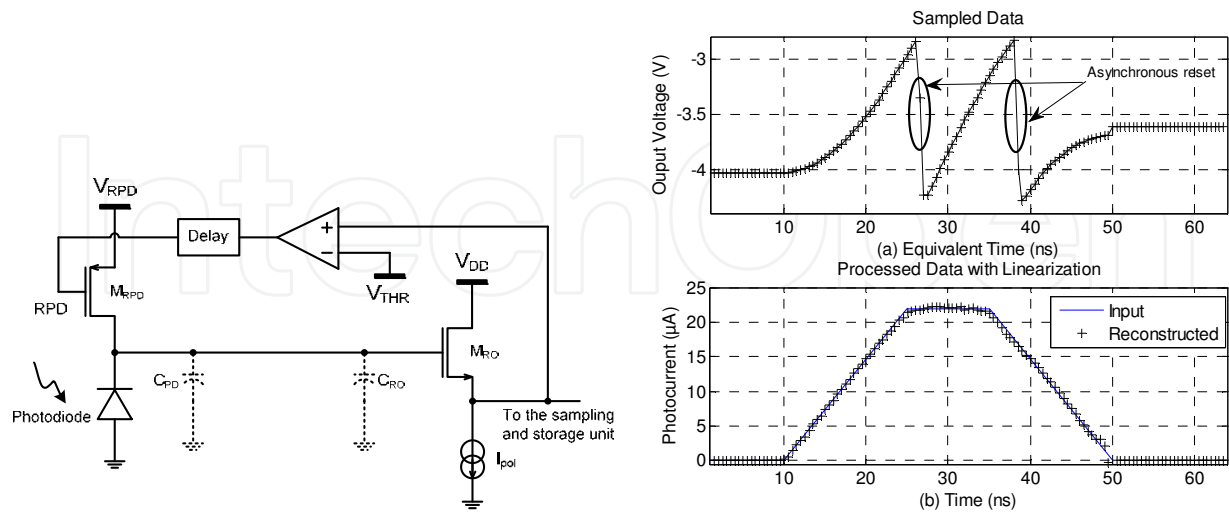 IntechOpen
V_RPD
Delay
+
−
V_DD
V_THR
M_RPD
RPD
M_RO
C_PD
C_RO
Photodiode
To the sampling
and storage unit
I_pol
Sampled Data
Ouput Voltage (V)
-3
-3.5
-4
Asynchronous reset
10 20 30 40 50 60
(a) Equivalent Time (ns)
Processed Data with Linearization
Photocurrent (µA)
25
20
15
10
5
0
Input
Reconstructed
10 20 30 40 50 60
(b) Time (ns)